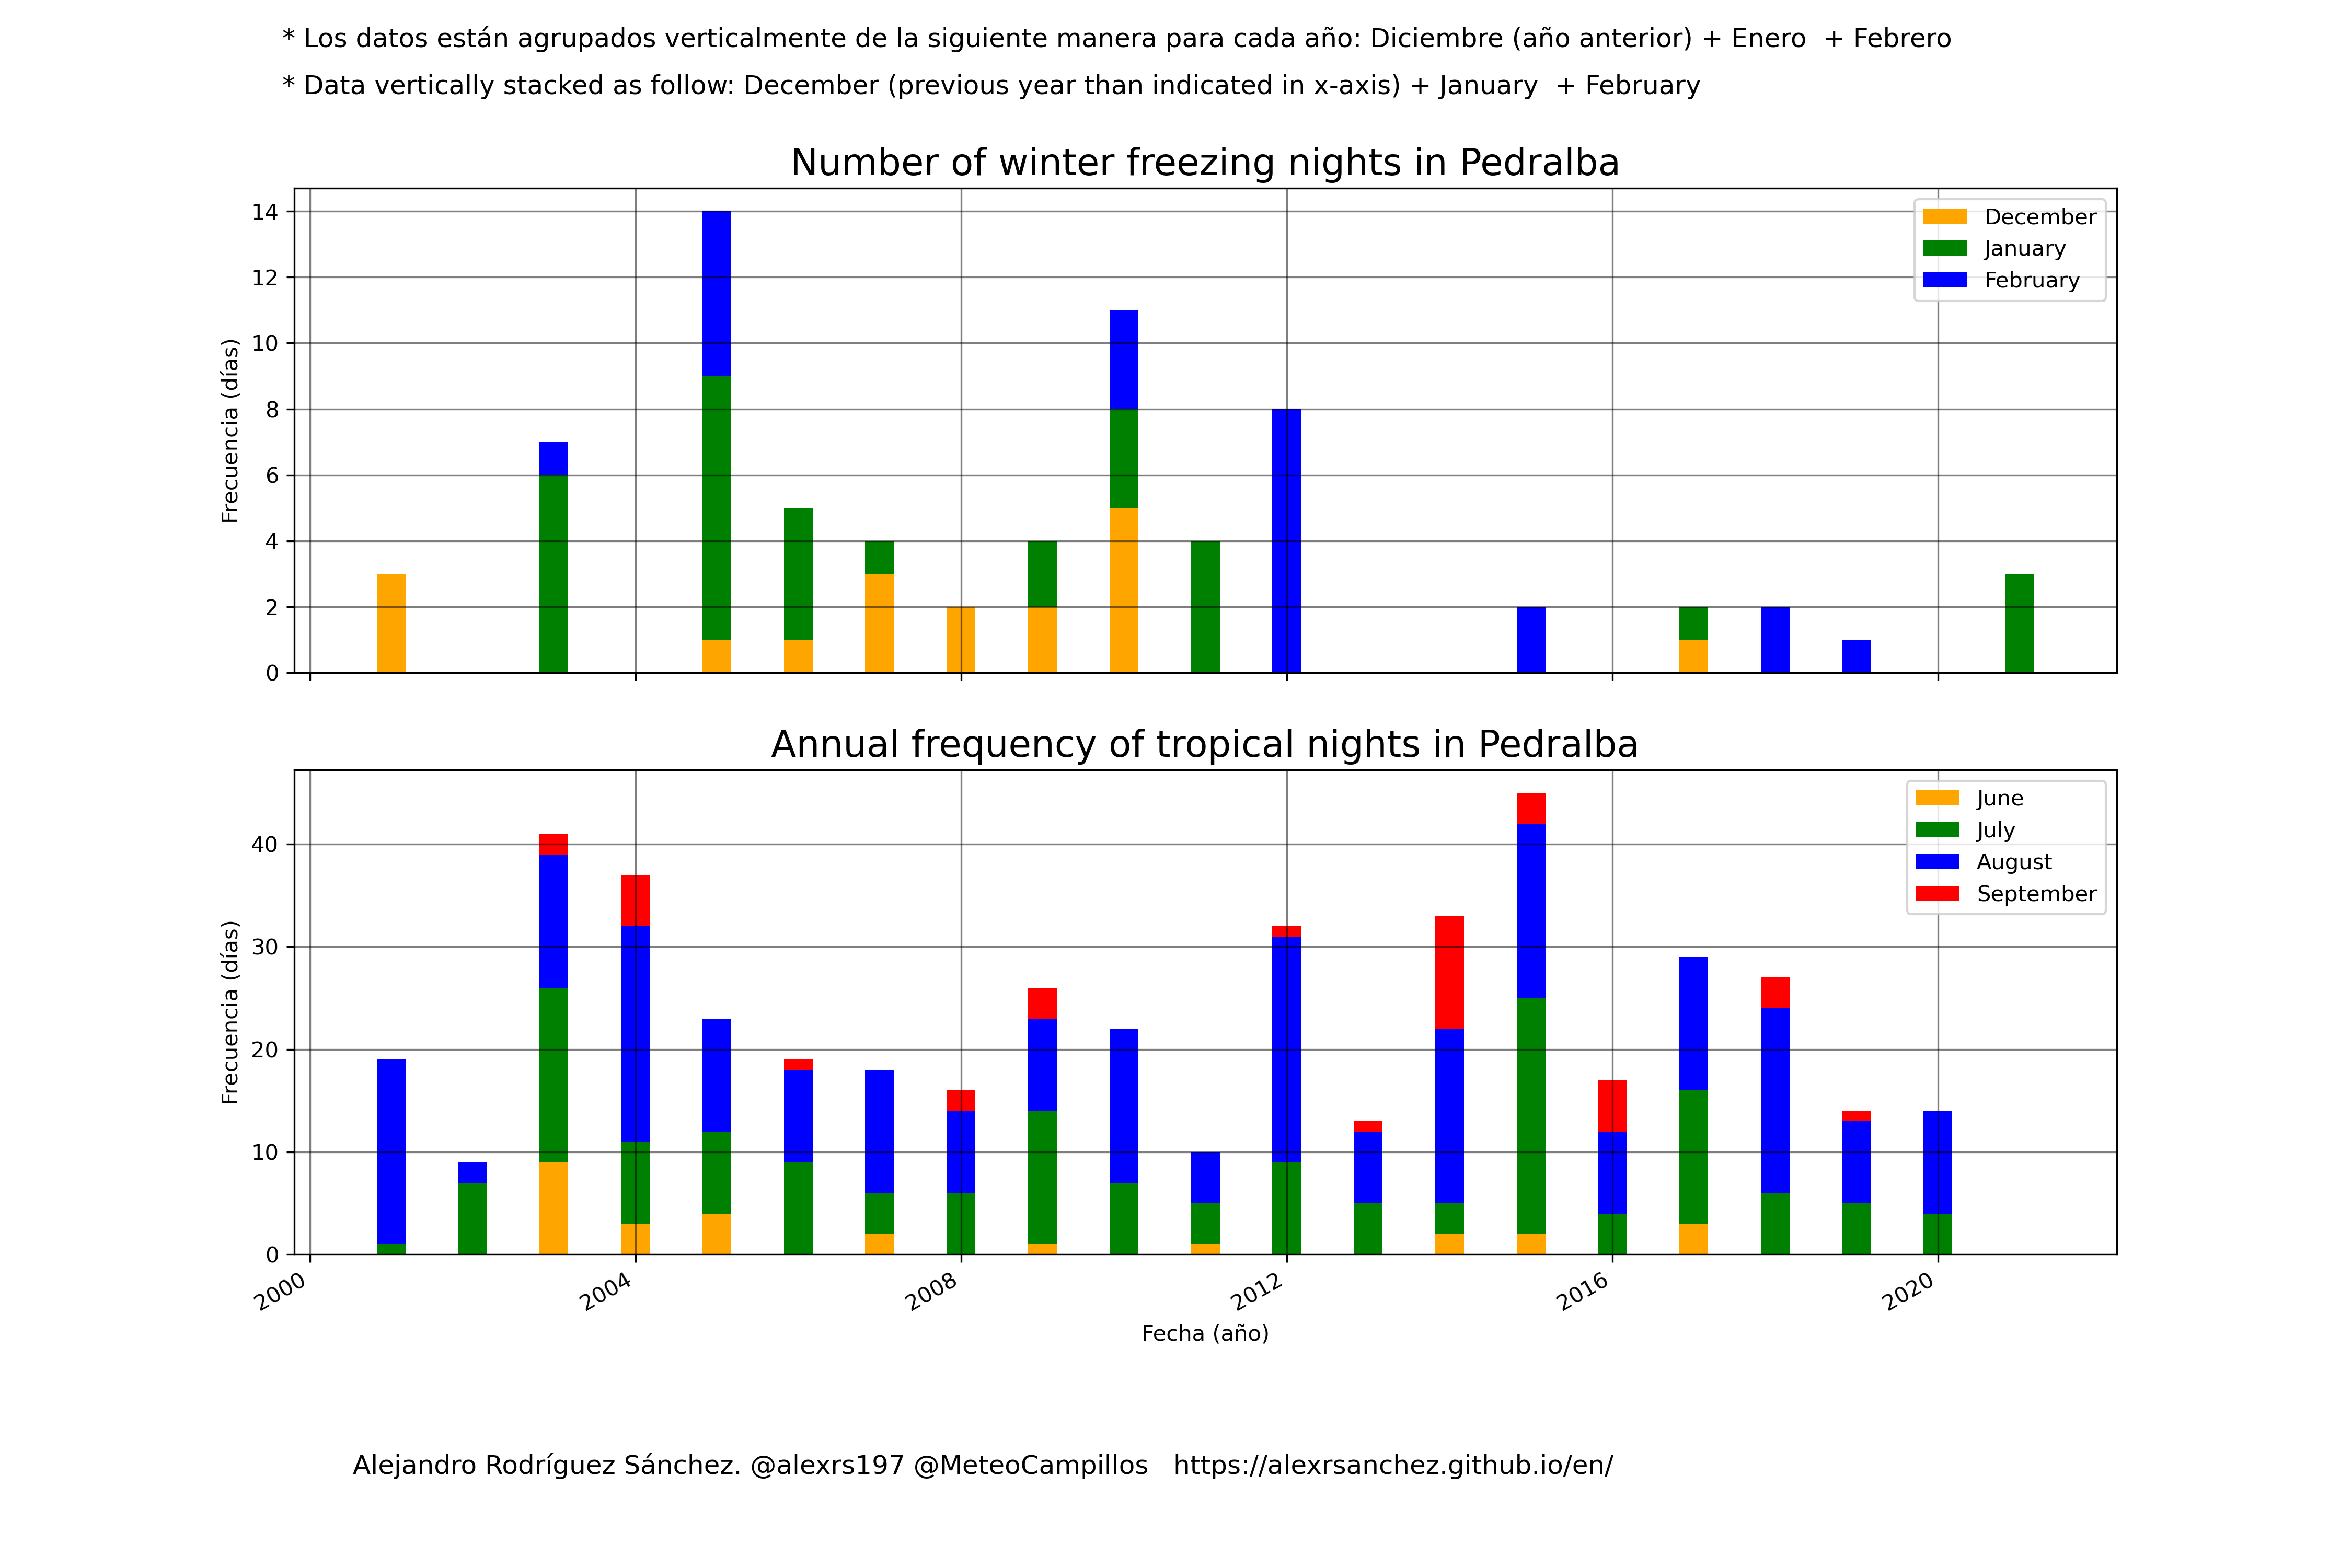 * Los datos están agrupados verticalmente de la siguiente manera para cada año: Diciembre (año anterior) + Enero  + Febrero
* Data vertically stacked as follow: December (previous year than indicated in x-axis) + January  + February
Number of winter freezing nights in Pedralba
14
12
10
8
6
4
2
0
Frecuencia (días)
December
January
February
Annual frequency of tropical nights in Pedralba
40
30
20
10
0
Frecuencia (días)
June
July
August
September
2000
2004
2008
2012
2016
2020
Fecha (año)
Alejandro Rodríguez Sánchez. @alexrs197 @MeteoCampillos   https://alexrsanchez.github.io/en/